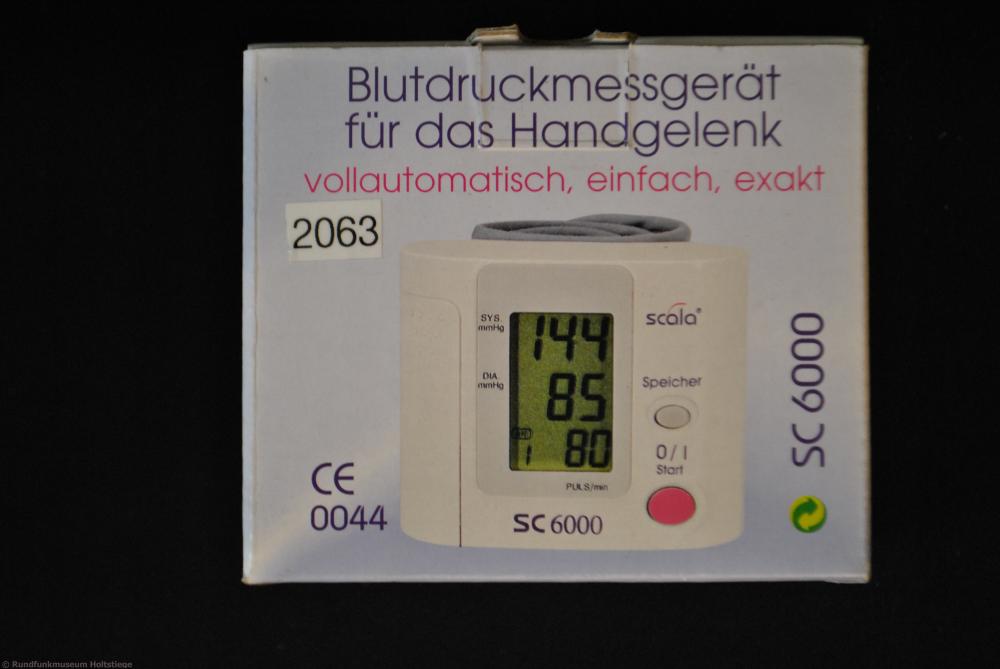 Blutdruckmessgerät
für das Handgelenk
vollautomatisch, einfach, exakt
2063
SYS.
mmHg
144
scala®
DIA.
mmHg
85
Speicher
1 80
0 / I
Start
PULS/min
SC 6000
SC 6000
CE
0044
© Rundfunkmuseum Holtstiege